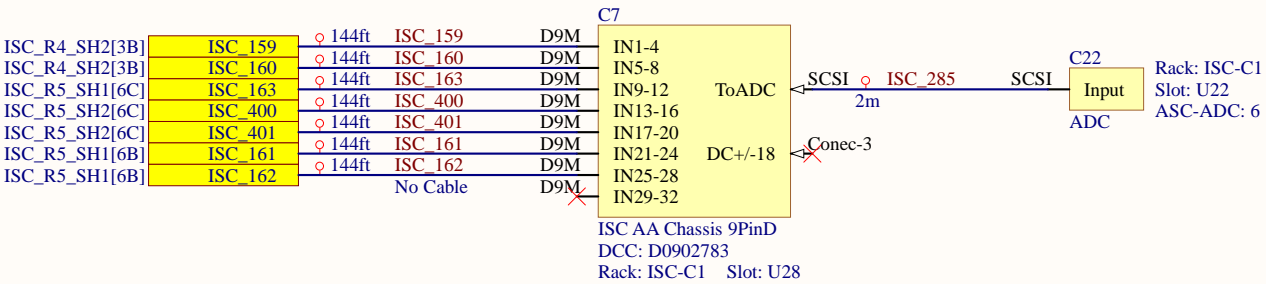 C7
ISC_R4_SH2[3B] ISC_159 144ft ISC_159 D9M IN1-4
ISC_R4_SH2[3B] ISC_160 144ft ISC_160 D9M IN5-8
ISC_R5_SH1[6C] ISC_163 144ft ISC_163 D9M IN9-12
ISC_R5_SH2[6C] ISC_400 144ft ISC_400 D9M IN13-16
ISC_R5_SH2[6C] ISC_401 144ft ISC_401 D9M IN17-20
ISC_R5_SH1[6B] ISC_161 144ft ISC_161 D9M IN21-24
ISC_R5_SH1[6B] ISC_162 144ft ISC_162 D9M IN25-28
No Cable D9M IN29-32
ToADC SCSI ISC_285 SCSI
2m
DC+/-18 Conec-3
ISC AA Chassis 9PinD
DCC: D0902783
Rack: ISC-C1 Slot: U28
C22
Input
ADC
Rack: ISC-C1
Slot: U22
ASC-ADC: 6